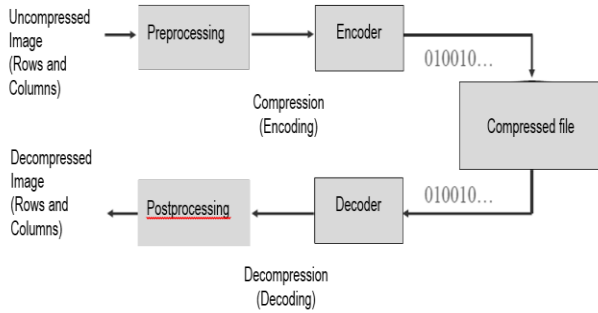 Uncompressed
Image
(Rows and
Columns)
Preprocessing
Encoder
010010...
Compression
(Encoding)
Compressed file
Decompressed
Image
(Rows and
Columns)
Postprocessing
Decoder
010010...
Decompression
(Decoding)